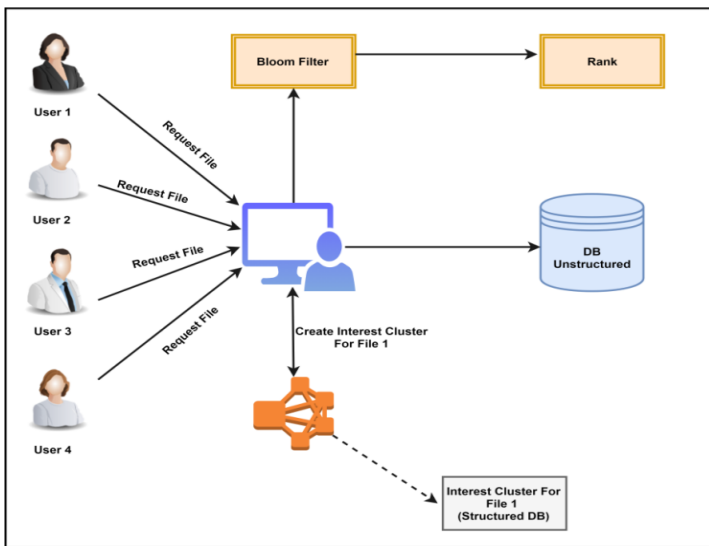 User 1
Bloom Filter
Rank
Request File
User 2
Request File
User 3
Request File
DB
Unstructured
User 4
Request File
Create Interest Cluster
For File 1
Interest Cluster For
File 1
(Structured DB)